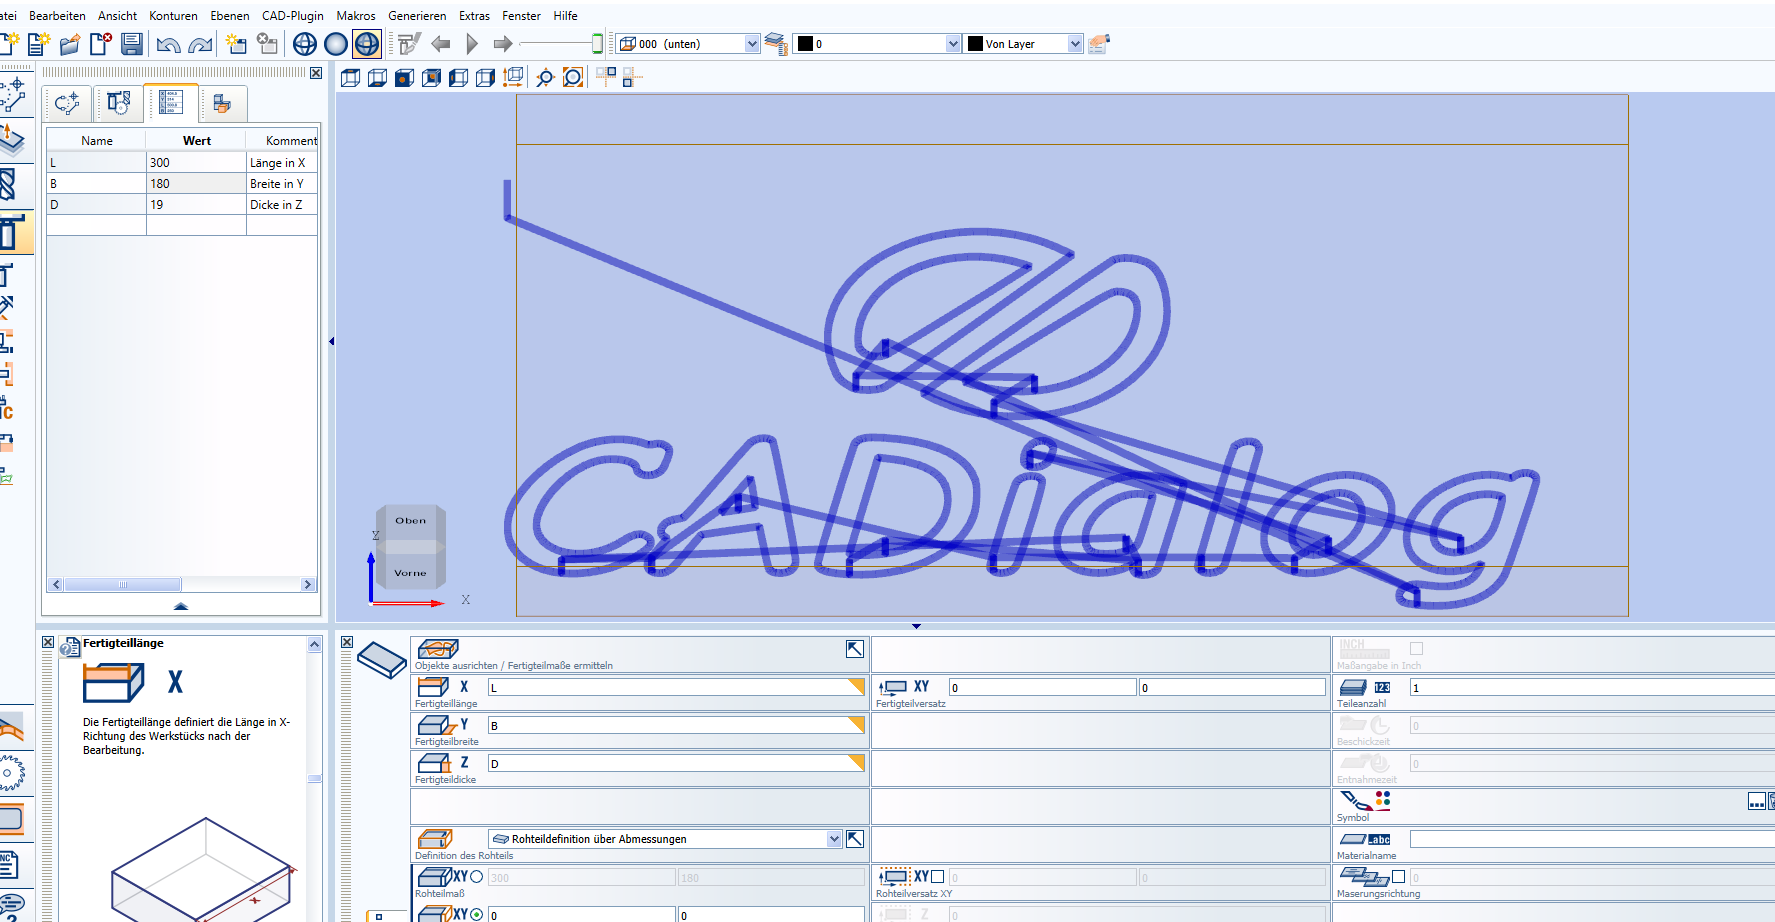 atei Bearbeiten Ansicht Konturen Ebenen CAD-Plugin Makros Generieren Extras Fenster Hilfe
000 (unten)
0
Von Layer
Name Wert Komment
L 300 Länge in X
B 180 Breite in Y
D 19 Dicke in Z
CADialog
Oben
Vorne
Z
X
Fertigteillänge
X
Die Fertigteillänge definiert die Länge in X-
Richtung des Werkstücks nach der
Bearbeitung.
Objekte ausrichten / Fertigteilmaße ermitteln
X L
Fertigteillänge
Y B
Fertigteilbreite
Z D
Fertigteildicke
Rohteildefinition über Abmessungen
Definition des Rohteils
XY 300 180
Rohteilmaß
XY 0 0
XY 0 0
Fertigteilversatz
XY 0 0
Rohteilversatz XY
Z 0
INCH
Maßangabe in Inch
123 1
Teileanzahl
0
Beschickzeit
0
Entnahmezeit
...
Symbol
.abc
Materialname
0
Maserungsrichtung